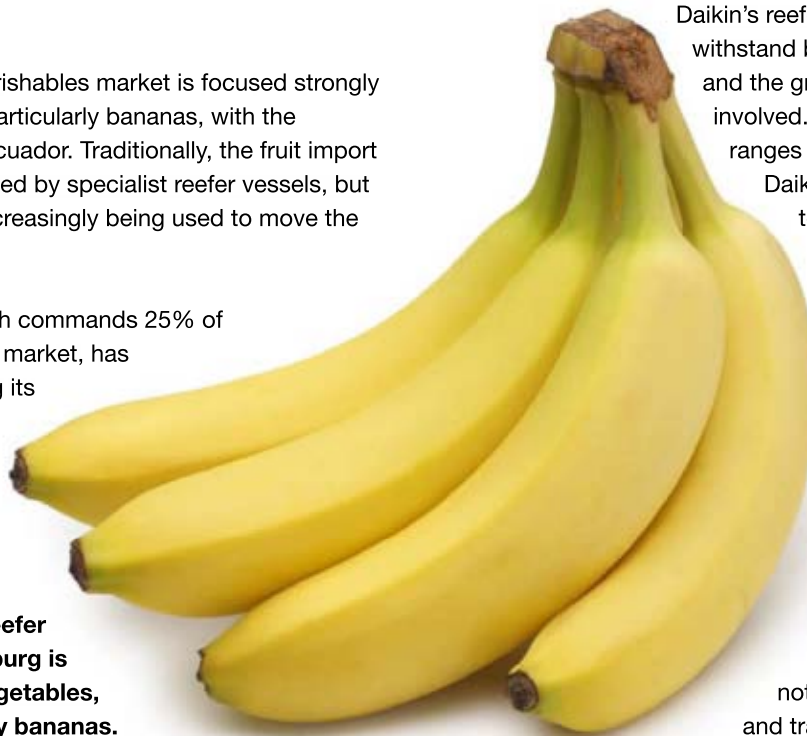 rishables market is focused strongly
articularly bananas, with the
cuador. Traditionally, the fruit import
ed by specialist reefer vessels, but
creasingly being used to move the
h commands 25% of
market, has
g its
efer
burg is
getables,
y bananas.
Daikin’s reef
withstand b
and the gr
involved.
ranges
Daik
t
not
and tra